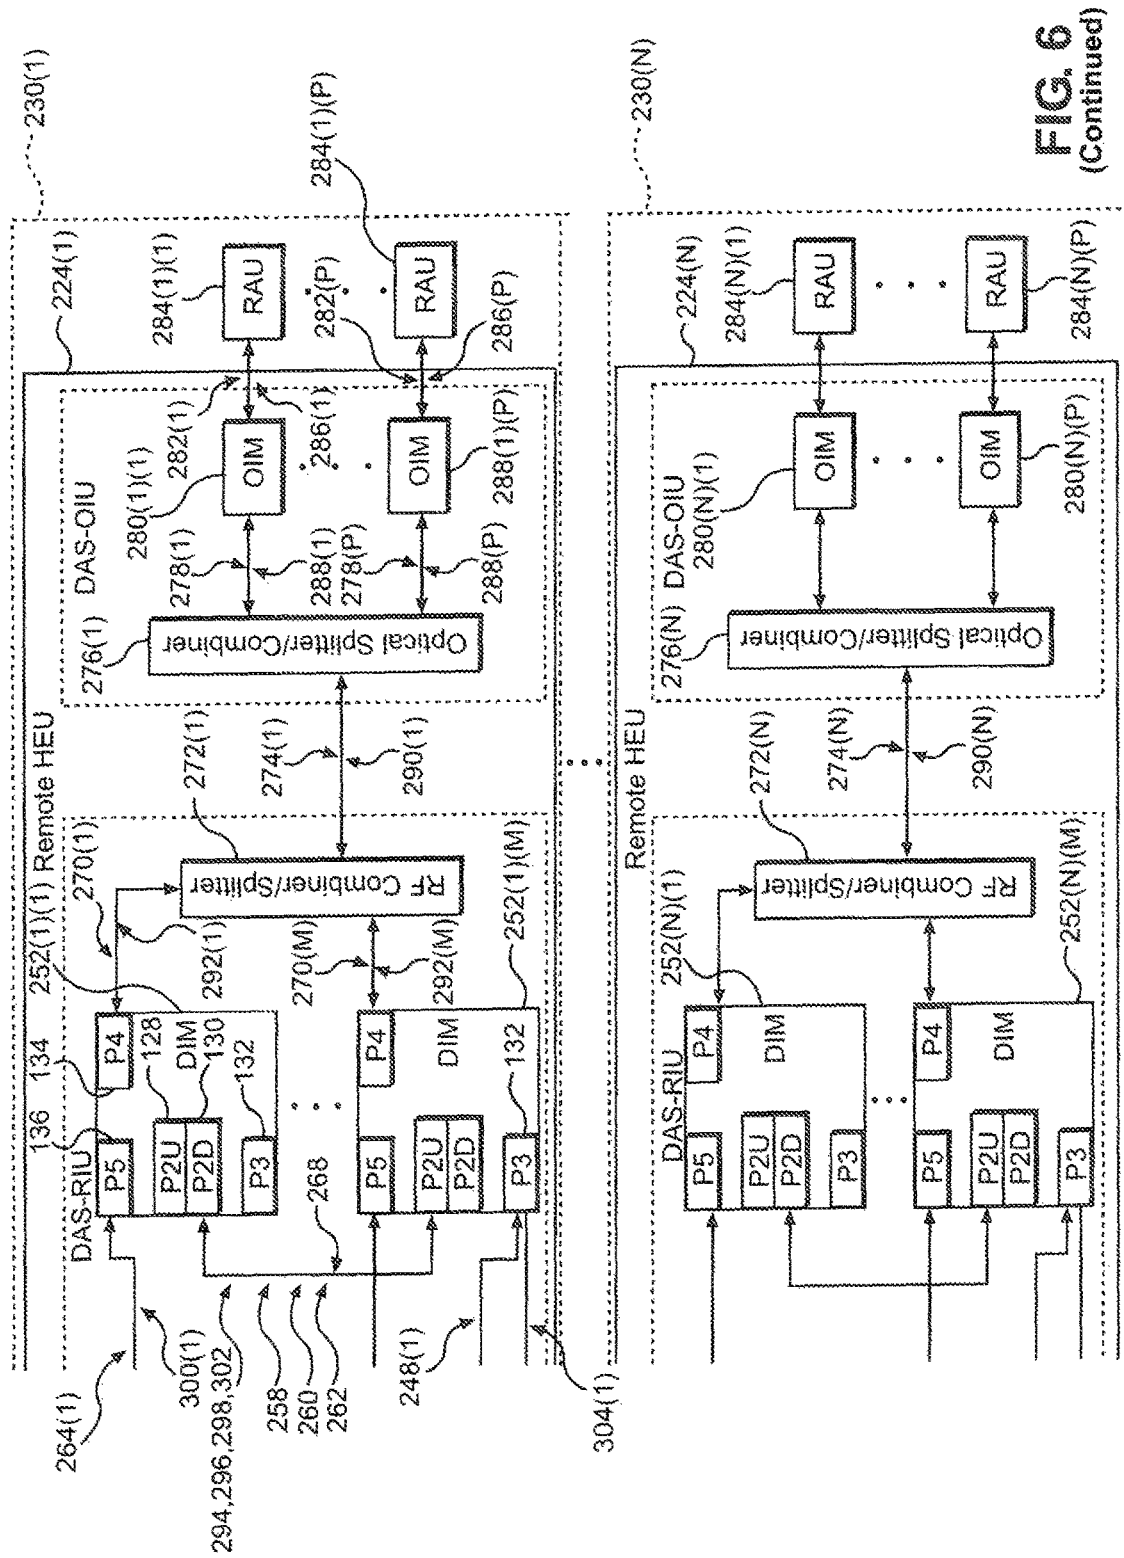 230(1)
224(1)
284(1)(1)
284(1)(P)
RAU
RAU
282(P)
286(P)
282(1)
286(1)
280(1)(1)
OIM
OIM
288(1)(P)
DAS-OIU
278(1)
288(1)
278(P)
288(P)
276(1)
Optical Splitter/Combiner
Remote HEU
274(1)
290(1)
272(1)
RF Combiner/Splitter
270(1)
292(1)
270(M)
292(M)
252(1)(1)
252(1)(M)
134
P4
128
DIM
130
132
P4
DIM
132
136
DAS-RIU
P5
P2U
P2D
P3
P5
P2U
P2D
P3
268
264(1)
300(1)
294,296,298,302
258
260
262
248(1)
304(1)
230(N)
224(N)
284(N)(1)
RAU
RAU
284(N)(P)
DAS-OIU
280(N)(1)
OIM
OIM
280(N)(P)
276(N)
Optical Splitter/Combiner
Remote HEU
274(N)
290(N)
272(N)
RF Combiner/Splitter
252(N)(1)
252(N)(M)
DAS-RIU
P4
DIM
P5
P2U
P2D
P3
P4
DIM
P5
P2U
P2D
P3
FIG. 6
(Continued)